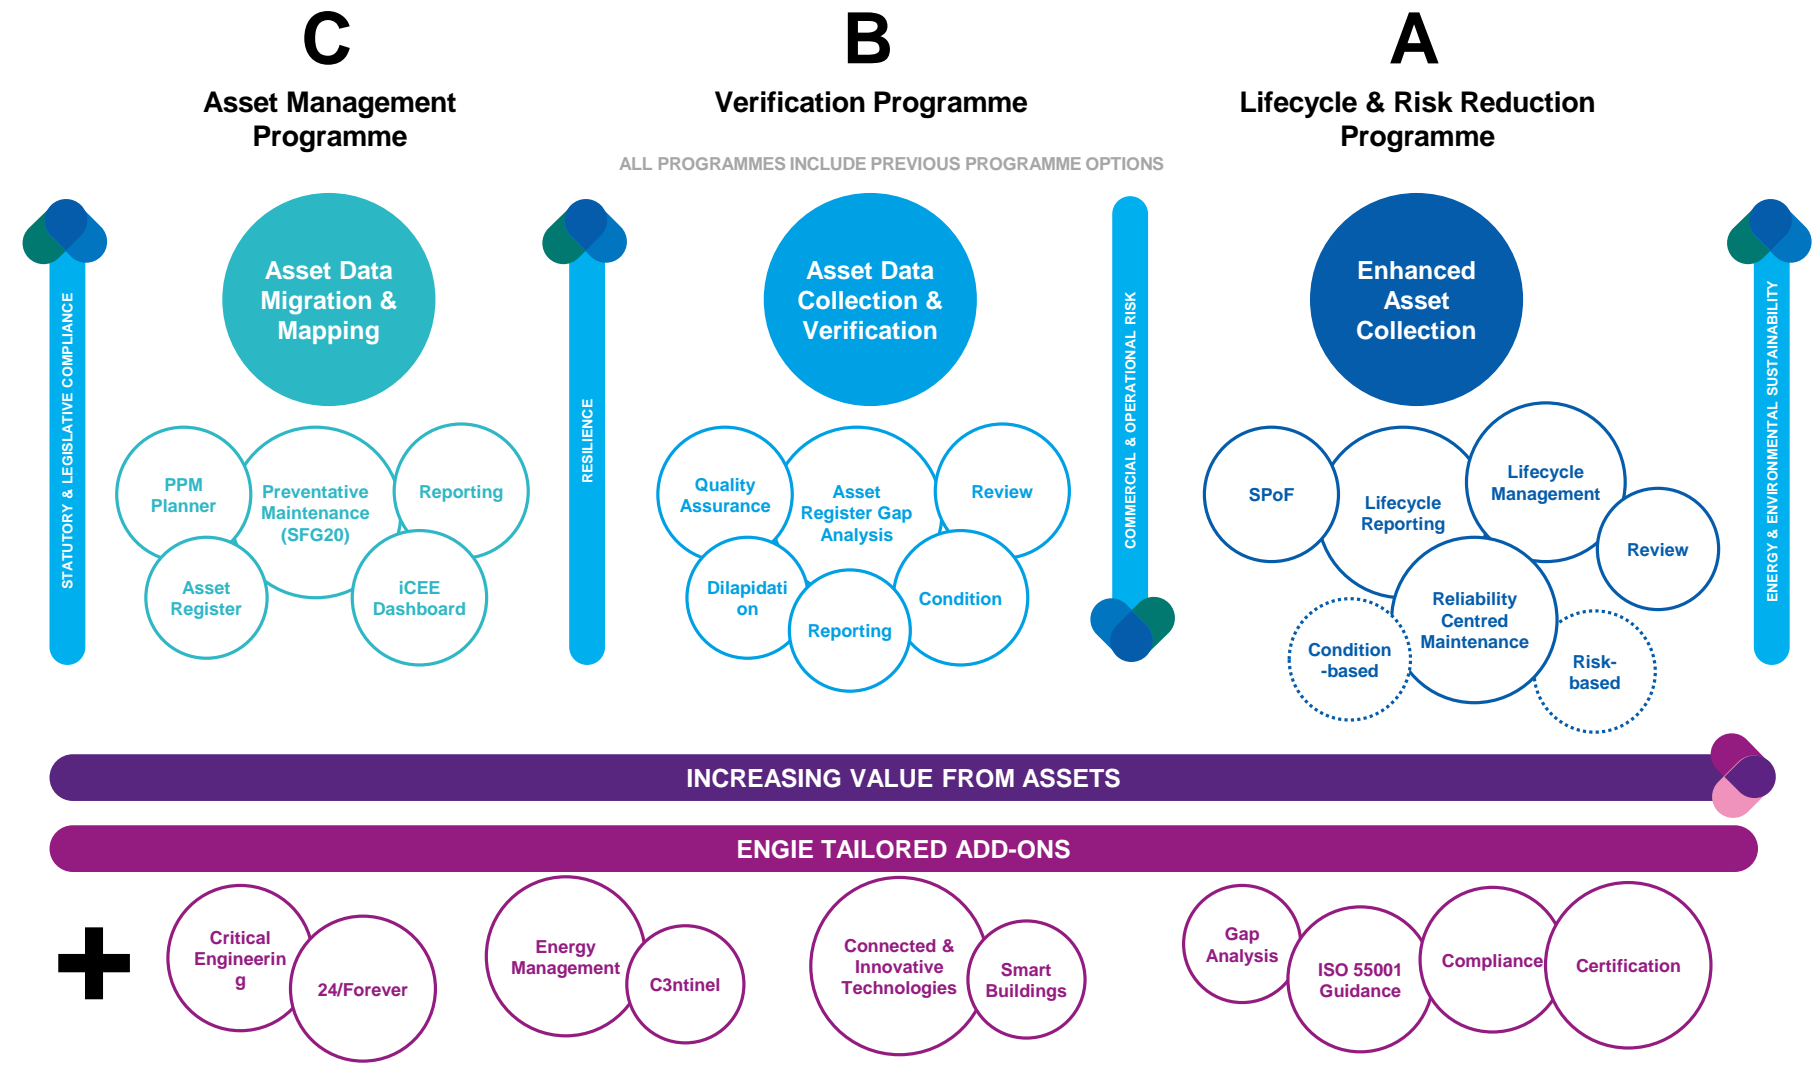 C
Asset Management
Programme
B
Verification Programme
A
Lifecycle & Risk Reduction
Programme
ALL PROGRAMMES INCLUDE PREVIOUS PROGRAMME OPTIONS
STATUTORY & LEGISLATIVE COMPLIANCE
Asset Data
Migration &
Mapping
PPM
Planner
Preventative
Maintenance
(SFG20)
Reporting
Asset
Register
iCEE
Dashboard
RESILIENCE
Asset Data
Collection &
Verification
Quality
Assurance
Asset
Register Gap
Analysis
Review
Dilapidati
on
Reporting
Condition
COMMERCIAL & OPERATIONAL RISK
Enhanced
Asset
Collection
SPoF
Lifecycle
Reporting
Lifecycle
Management
Review
Reliability
Centred
Maintenance
Condition
-based
Risk-
based
ENERGY & ENVIRONMENTAL SUSTAINABILITY
INCREASING VALUE FROM ASSETS
ENGIE TAILORED ADD-ONS
+
Critical
Engineerin
g
24/Forever
Energy
Management
C3ntinel
Connected &
Innovative
Technologies
Smart
Buildings
Gap
Analysis
ISO 55001
Guidance
Compliance
Certification